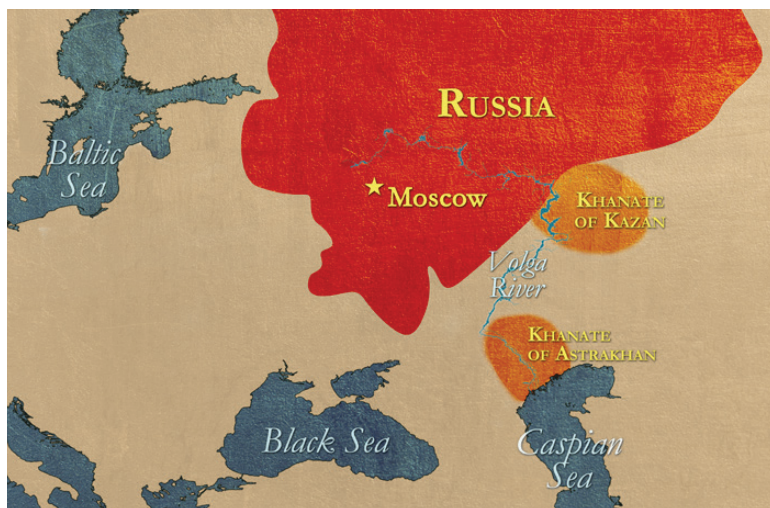 RUSSIA
Baltic
Sea
Moscow
KHANATE
OF KAZAN
Volga
River
KHANATE
OF ASTRAKHAN
Black Sea
Caspian
Sea